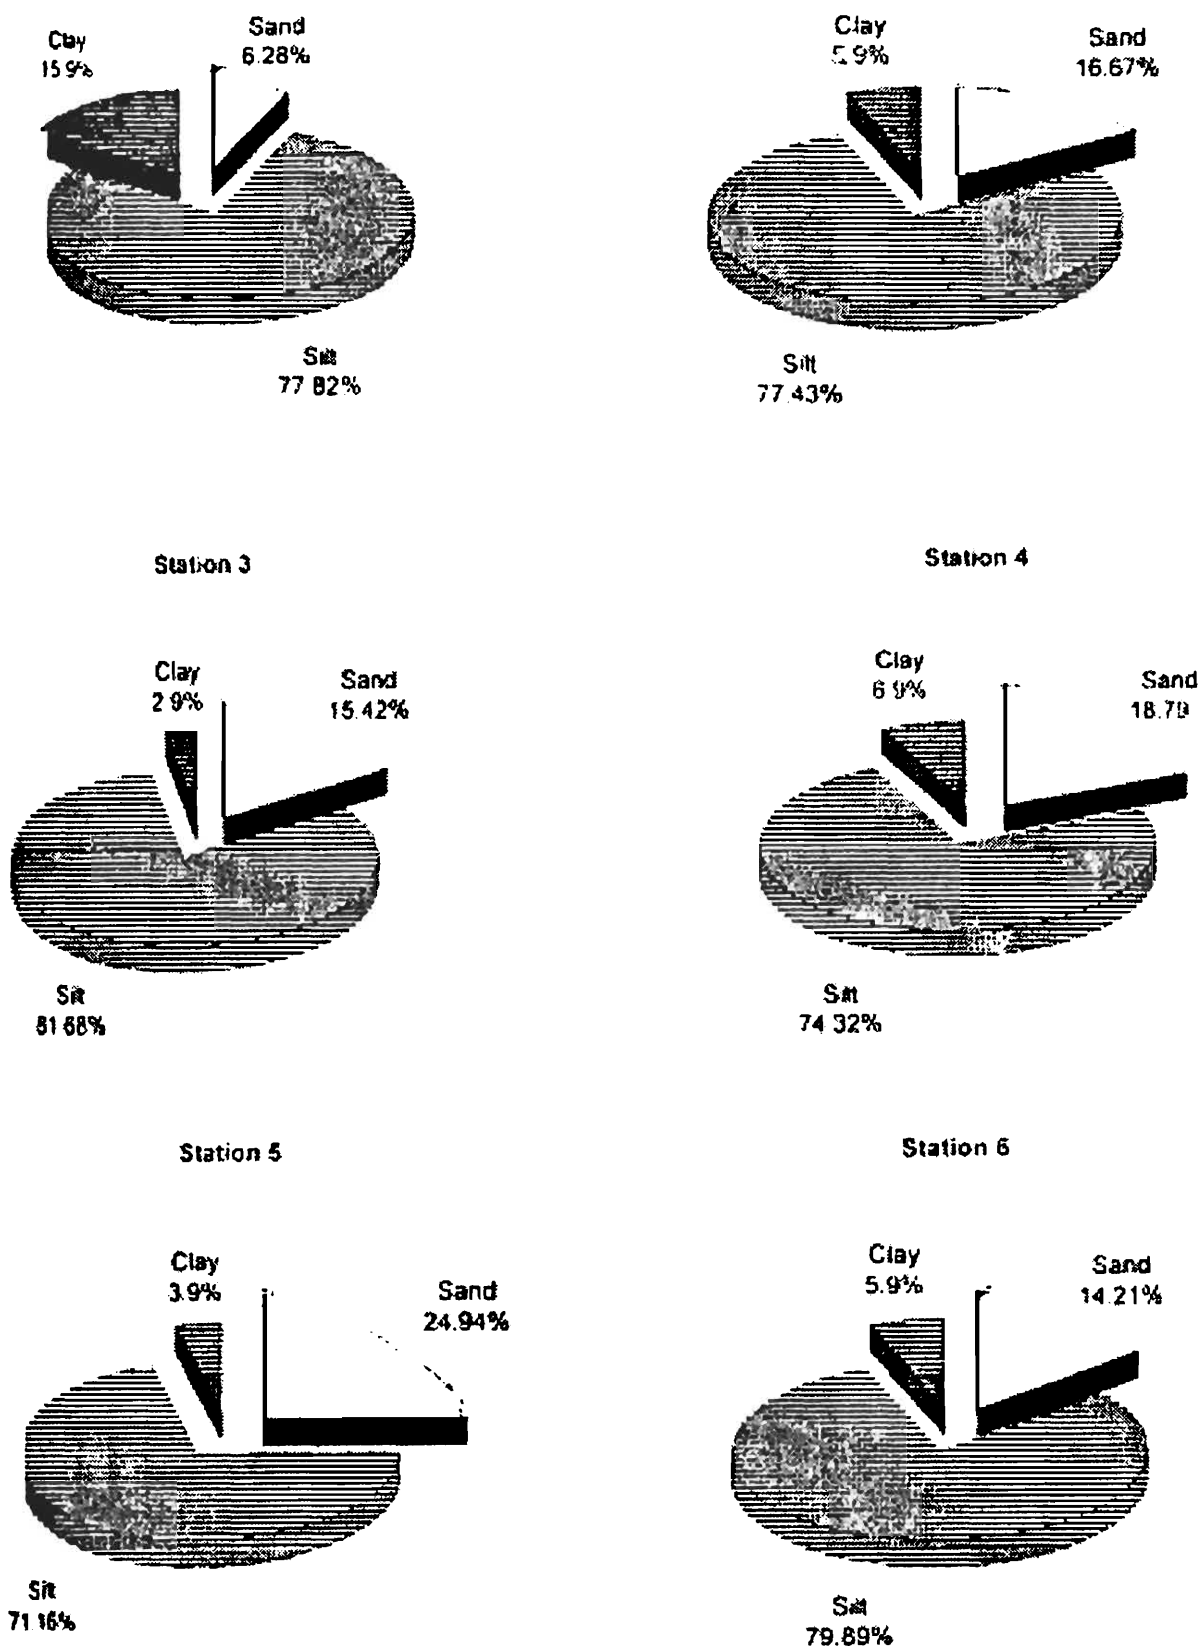 Clay
15.9%
Sand
6.28%
Silt
77.82%
Clay
5.9%
Sand
16.67%
Silt
77.43%
Station 3
Clay
2.9%
Sand
15.42%
Silt
81.68%
Station 4
Clay
6.9%
Sand
18.79
Silt
74.32%
Station 5
Clay
3.9%
Sand
24.94%
Silt
71.16%
Station 6
Clay
5.9%
Sand
14.21%
Silt
79.89%